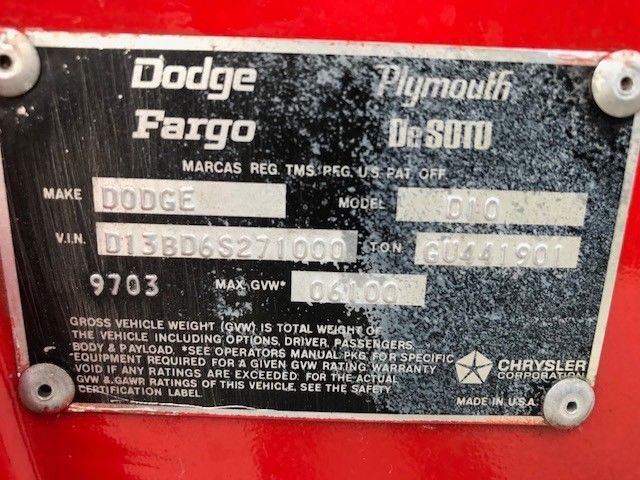 Dodge Plymouth
Fargo De SOTO
MARCAS REG. TMS. REG. U.S. PAT. OFF.
MAKE DODGE MODEL D10
V.I.N. D13BD6S271000 T.O.N. GU441901
9703 MAX. GVW* 06100
GROSS VEHICLE WEIGHT (GVW) IS TOTAL WEIGHT OF
THE VEHICLE INCLUDING OPTIONS, DRIVER, PASSENGERS,
BODY & PAYLOAD. *SEE OPERATORS MANUAL PKG. FOR SPECIFIC
*EQUIPMENT REQUIRED FOR A GIVEN GVW RATING. WARRANTY
VOID IF ANY RATINGS ARE EXCEEDED. FOR THE ACTUAL
GVW & GAWR RATINGS OF THIS VEHICLE, SEE THE SAFETY
CERTIFICATION LABEL.
CHRYSLER
CORPORATION
MADE IN U.S.A.